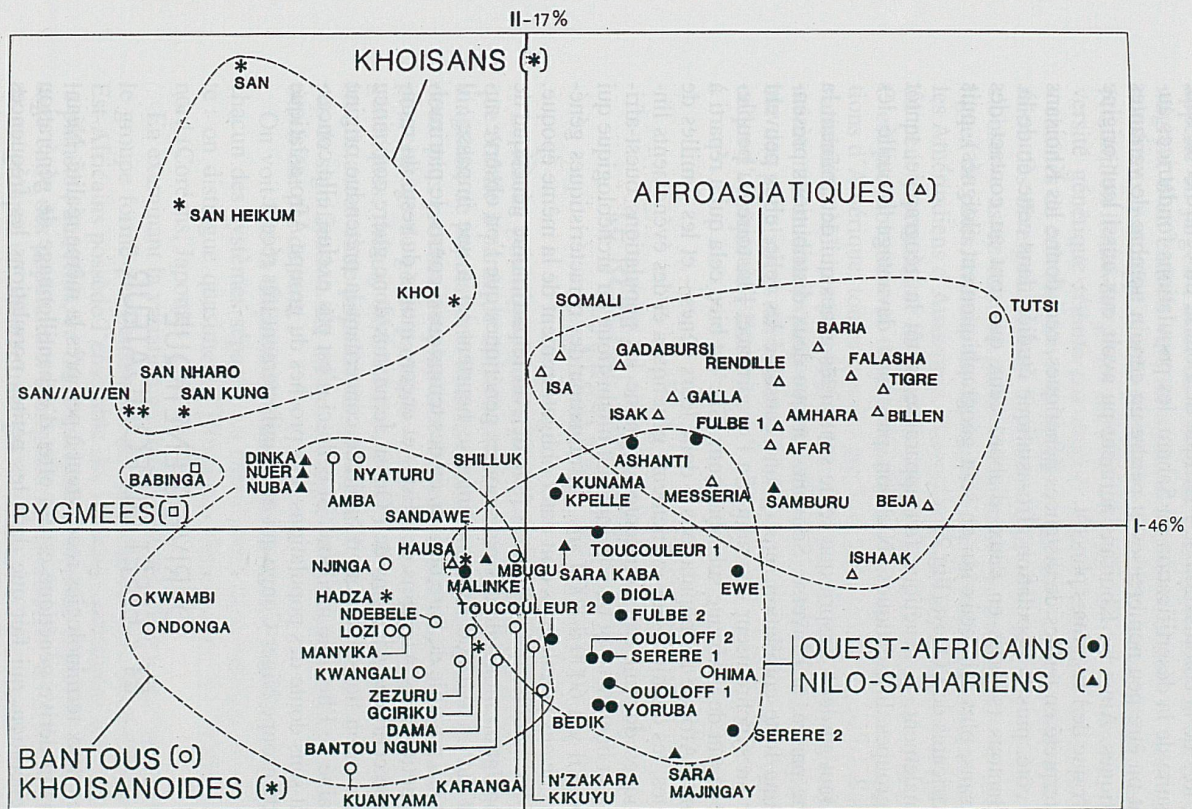 II-17%
KHOISANS (*)
SAN
SAN HEIKUM
KHOI
SAN NHARO
SAN//AU//EN
SAN KUNG
AFROASIATIQUES (△)
SOMALI
TUTSI
BARIA
GADABURSI
RENDILLE
FALASHA
TIGRE
ISA
GALLA
ISAK
FULBE 1
AMHARA
BILLEN
AFAR
ASHANTI
DINKA
NUER
NUBA
NYATURU
AMBA
SHILLUK
BABINGA
PYGMEES (□)
KUNAMA
KPELLE
MESSERIA
SAMBURU
BEJA
I-46%
SANDAWE
HAUSA
MBUGU
MALINKE
TOUCOULEUR 1
SARA KABA
ISHAAK
EWE
NJINGA
HADZA
NDEBELE
LOZI
MANYIKA
KWANGALI
ZEZURU
GCIRIKU
DAMA
BANTOU NGUNI
KWAMBI
NDONGA
TOUCOULEUR 2
DIOLA
FULBE 2
OUOLOFF 2
SERERE 1
HIMA
OUOLOFF 1
YORUBA
BEDIK
SERERE 2
OUEST-AFRICAINS (●)
NILO-SAHARIENS (▲)
BANTOUS (○)
KHOISANOIDES (*)
KUANYAMA
KARANGA
N'ZAKARA
KIKUYU
SARA
MAJINGAY